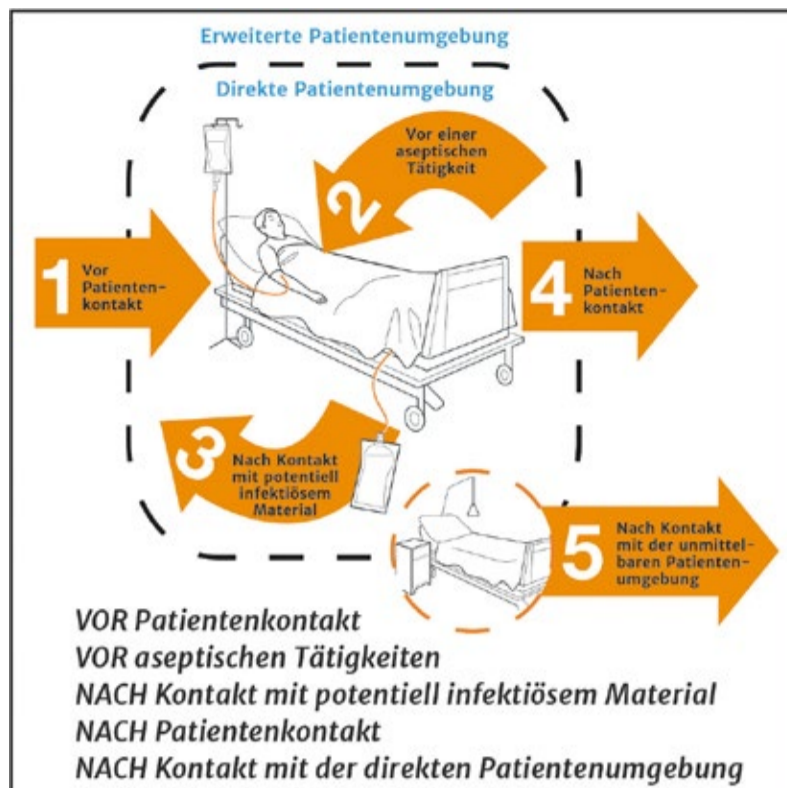 Erweiterte Patientenumgebung
Direkte Patientenumgebung
2
Vor einer
aseptischen
Tätigkeit
1
Vor
Patienten-
kontakt
4
Nach
Patienten-
kontakt
3
Nach Kontakt
mit potentiell
infektiösem
Material
5
Nach Kontakt
mit der unmittel-
baren Patienten-
umgebung
VOR Patientenkontakt
VOR aseptischen Tätigkeiten
NACH Kontakt mit potentiell infektiösem Material
NACH Patientenkontakt
NACH Kontakt mit der direkten Patientenumgebung